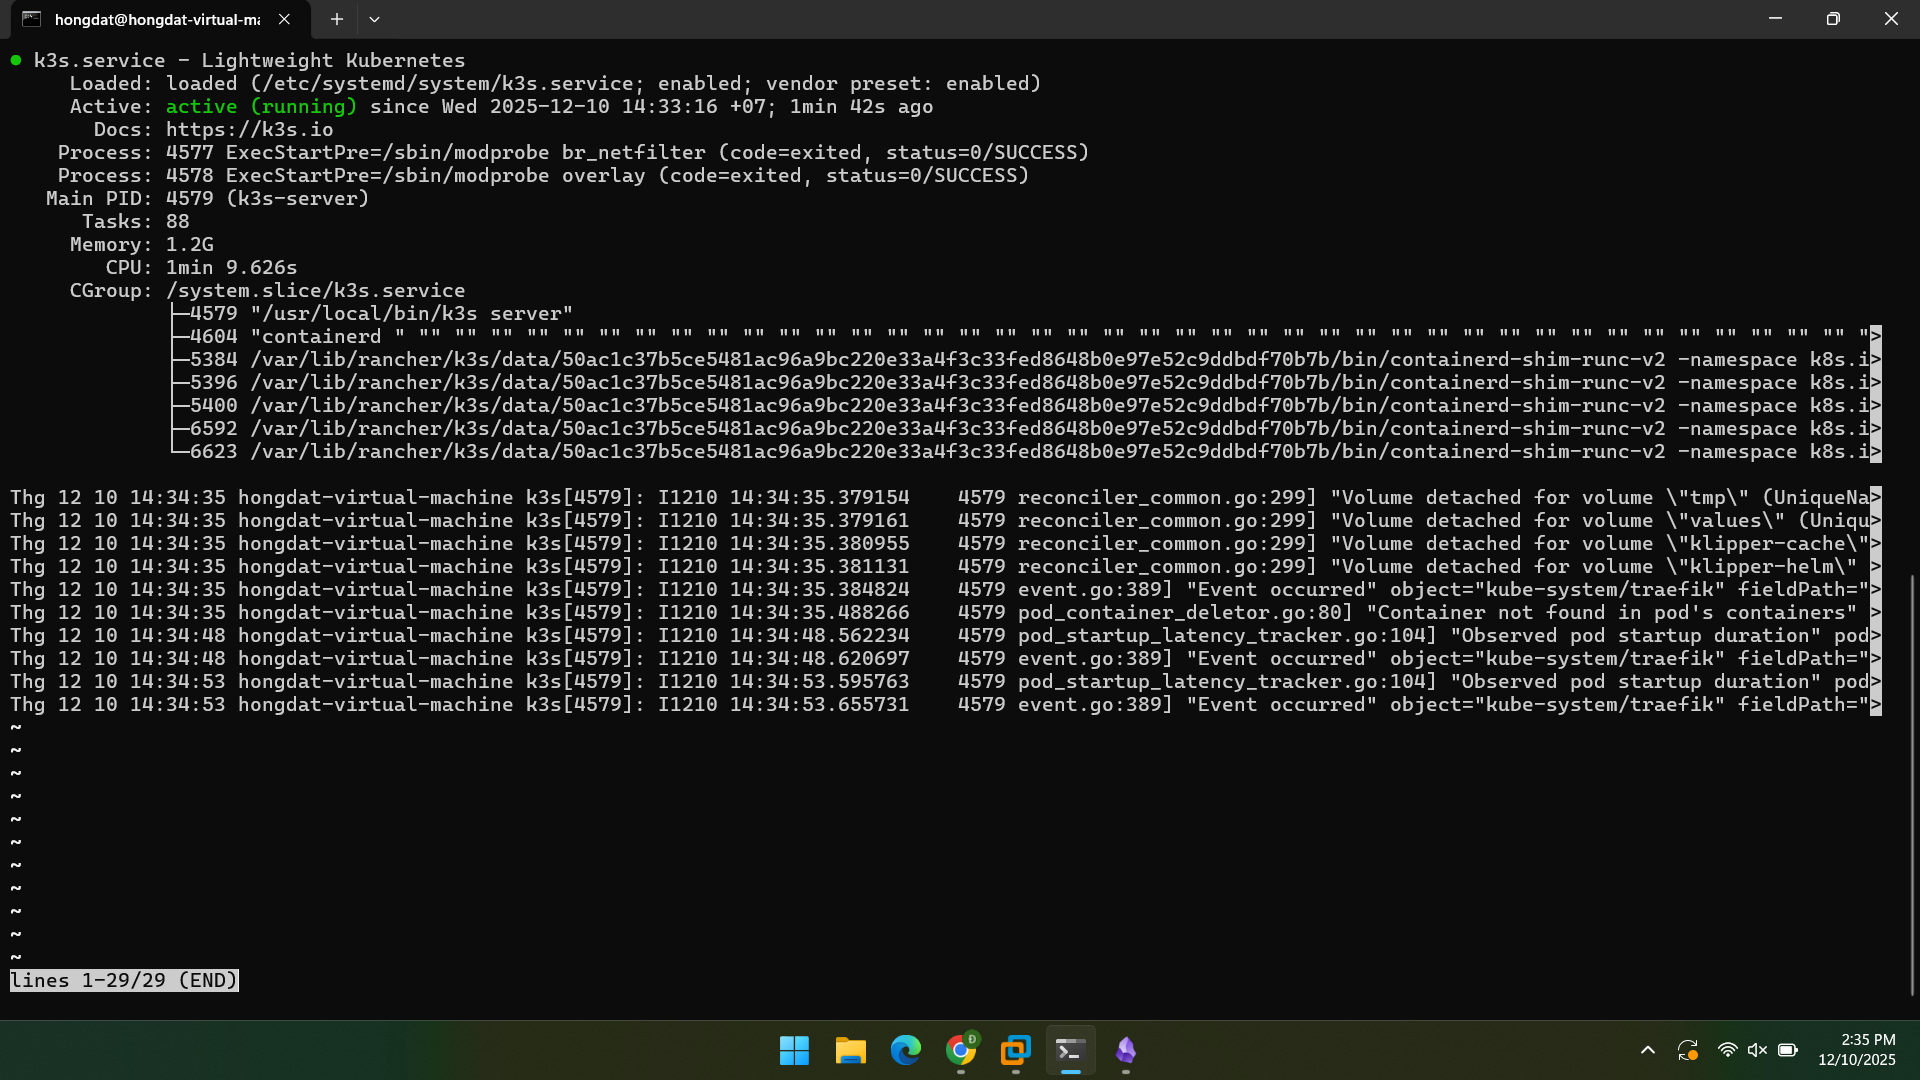 hongdat@hongdat-virtual-ma
● k3s.service - Lightweight Kubernetes
Loaded: loaded (/etc/systemd/system/k3s.service; enabled; vendor preset: enabled)
Active: active (running) since Wed 2025-12-10 14:33:16 +07; 1min 42s ago
Docs: https://k3s.io
Process: 4577 ExecStartPre=/sbin/modprobe br_netfilter (code=exited, status=0/SUCCESS)
Process: 4578 ExecStartPre=/sbin/modprobe overlay (code=exited, status=0/SUCCESS)
Main PID: 4579 (k3s-server)
Tasks: 88
Memory: 1.2G
CPU: 1min 9.626s
CGroup: /system.slice/k3s.service
├─4579 "/usr/local/bin/k3s server"
├─4604 "containerd " "" "" "" "" "" "" "" "" "" "" "" "" "" "" "" "" "" "" "" "" "" "" "" "" "" "" "" "" "" "" "" "" "" "" "" "" "" "" "" "" ">
├─5384 /var/lib/rancher/k3s/data/50ac1c37b5ce5481ac96a9bc220e33a4f3c33fed8648b0e97e52c9ddbdf70b7b/bin/containerd-shim-runc-v2 -namespace k8s.i>
├─5396 /var/lib/rancher/k3s/data/50ac1c37b5ce5481ac96a9bc220e33a4f3c33fed8648b0e97e52c9ddbdf70b7b/bin/containerd-shim-runc-v2 -namespace k8s.i>
├─5400 /var/lib/rancher/k3s/data/50ac1c37b5ce5481ac96a9bc220e33a4f3c33fed8648b0e97e52c9ddbdf70b7b/bin/containerd-shim-runc-v2 -namespace k8s.i>
├─6592 /var/lib/rancher/k3s/data/50ac1c37b5ce5481ac96a9bc220e33a4f3c33fed8648b0e97e52c9ddbdf70b7b/bin/containerd-shim-runc-v2 -namespace k8s.i>
└─6623 /var/lib/rancher/k3s/data/50ac1c37b5ce5481ac96a9bc220e33a4f3c33fed8648b0e97e52c9ddbdf70b7b/bin/containerd-shim-runc-v2 -namespace k8s.i>
Thg 12 10 14:34:35 hongdat-virtual-machine k3s[4579]: I1210 14:34:35.379154    4579 reconciler_common.go:299] "Volume detached for volume \"tmp\" (UniqueNa>
Thg 12 10 14:34:35 hongdat-virtual-machine k3s[4579]: I1210 14:34:35.379161    4579 reconciler_common.go:299] "Volume detached for volume \"values\" (Uniqu>
Thg 12 10 14:34:35 hongdat-virtual-machine k3s[4579]: I1210 14:34:35.380955    4579 reconciler_common.go:299] "Volume detached for volume \"klipper-cache\">
Thg 12 10 14:34:35 hongdat-virtual-machine k3s[4579]: I1210 14:34:35.381131    4579 reconciler_common.go:299] "Volume detached for volume \"klipper-helm\" >
Thg 12 10 14:34:35 hongdat-virtual-machine k3s[4579]: I1210 14:34:35.384824    4579 event.go:389] "Event occurred" object="kube-system/traefik" fieldPath=">
Thg 12 10 14:34:35 hongdat-virtual-machine k3s[4579]: I1210 14:34:35.488266    4579 pod_container_deletor.go:80] "Container not found in pod's containers" >
Thg 12 10 14:34:48 hongdat-virtual-machine k3s[4579]: I1210 14:34:48.562234    4579 pod_startup_latency_tracker.go:104] "Observed pod startup duration" pod>
Thg 12 10 14:34:48 hongdat-virtual-machine k3s[4579]: I1210 14:34:48.620697    4579 event.go:389] "Event occurred" object="kube-system/traefik" fieldPath=">
Thg 12 10 14:34:53 hongdat-virtual-machine k3s[4579]: I1210 14:34:53.595763    4579 pod_startup_latency_tracker.go:104] "Observed pod startup duration" pod>
Thg 12 10 14:34:53 hongdat-virtual-machine k3s[4579]: I1210 14:34:53.655731    4579 event.go:389] "Event occurred" object="kube-system/traefik" fieldPath=">
~
~
~
~
~
~
~
~
~
~
~
lines 1-29/29 (END)
Đ
2:35 PM
12/10/2025